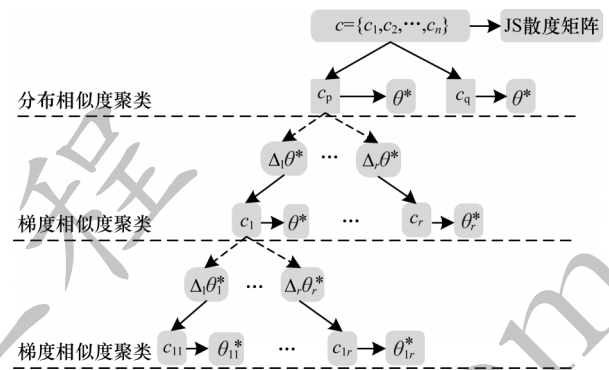 c={c₁,c₂,⋯,cₙ} JS散度矩阵
分布相似度聚类 cₚ θ* c_q θ*
Δ₁θ* ⋯ Δᵣθ*
梯度相似度聚类 c₁ θ* ⋯ cᵣ θᵣ*
Δ₁θ₁* ⋯ Δᵣθᵣ*
梯度相似度聚类 c₁₁ θ₁₁* ⋯ c₁ᵣ θ₁ᵣ*
程
m